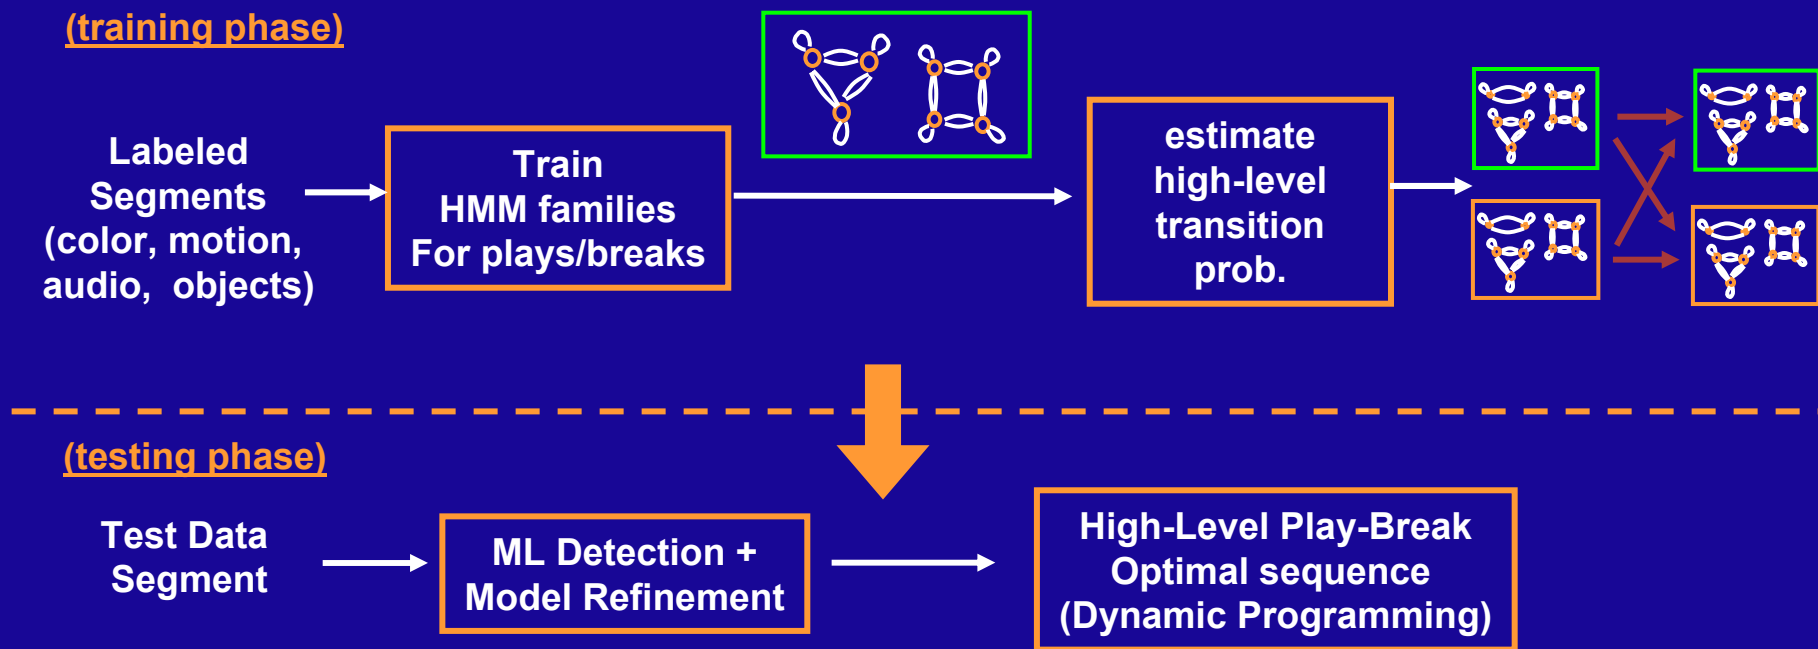 (training phase)
Labeled
Segments
(color, motion,
audio, objects)
Train
HMM families
For plays/breaks
estimate
high-level
transition
prob.
(testing phase)
Test Data
Segment
ML Detection +
Model Refinement
High-Level Play-Break
Optimal sequence
(Dynamic Programming)